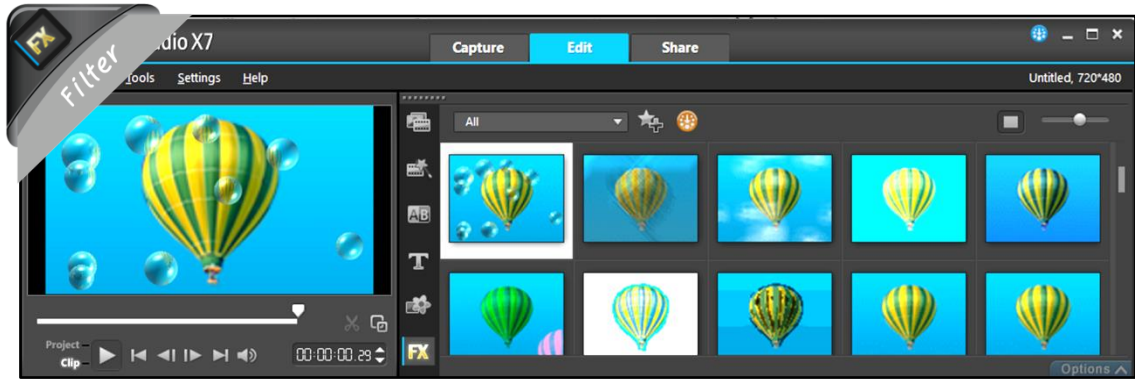 FX
Filter
dio X7
Capture Edit Share
Tools Settings Help
Untitled, 720*480
All
AB
T
Project
Clip
00:00:00.29
FX
Options